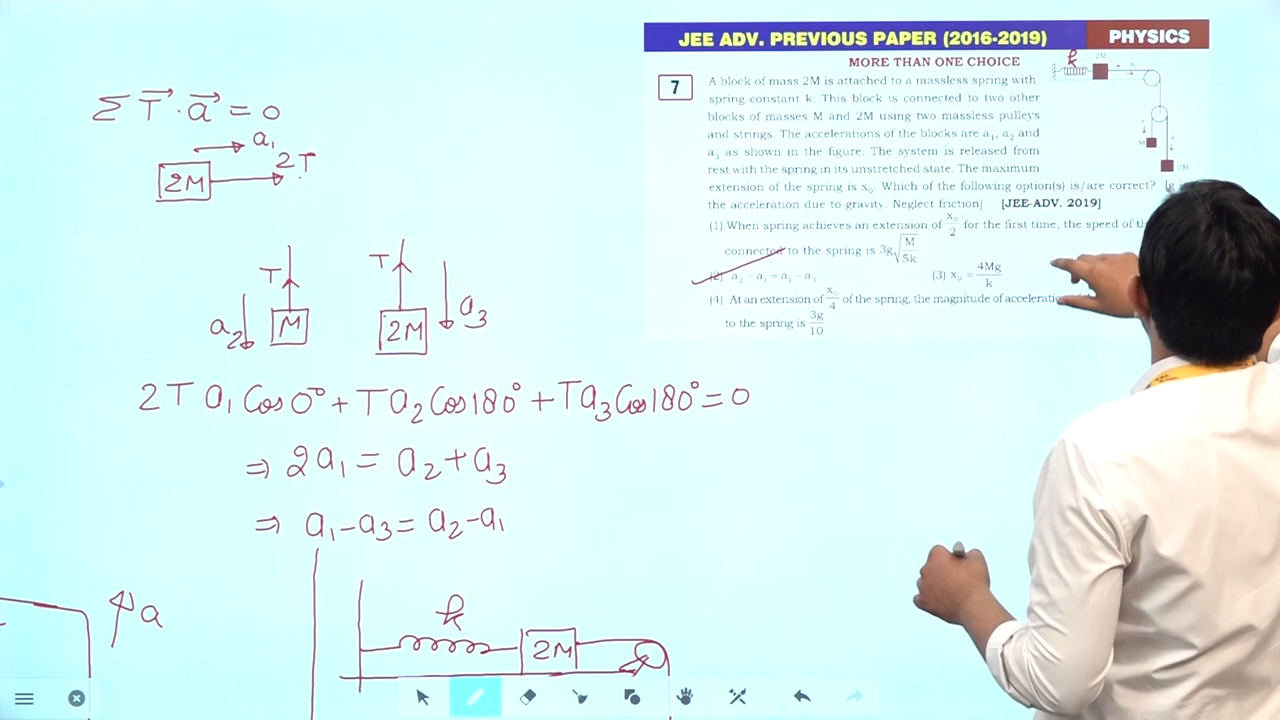 JEE ADV. PREVIOUS PAPER (2016-2019) PHYSICS
MORE THAN ONE CHOICE
7
A block of mass 2M is attached to a massless spring with
spring constant k. This block is connected to two other
blocks of masses M and 2M using two massless pulleys
and strings. The accelerations of the blocks are a₁, a₂ and
a₃ as shown in the figure. The system is released from
rest with the spring in its unstretched state. The maximum
extension of the spring is x₀. Which of the following option(s) is/are correct? [g
the acceleration due to gravity. Neglect friction] [JEE-ADV. 2019]
(1) When spring achieves an extension of x₀/2 for the first time, the speed of
connected to the spring is 3g√(M/5k)
(2) a₂ − a₁ = a₁ − a₃ (3) x₀ = 4Mg/k
(4) At an extension of x₀/4 of the spring, the magnitude of
to the spring is 3g/10
k
2M
M
2M
Σ T⃗ · a⃗ = 0
a₁
2T
2M
T
a₂
M
T
2M
a₃
2T a₁ Cos 0° + Ta₂ Cos 180° + Ta₃ Cos 180° = 0
⇒ 2a₁ = a₂ + a₃
⇒ a₁ − a₃ = a₂ − a₁
a
k
2M